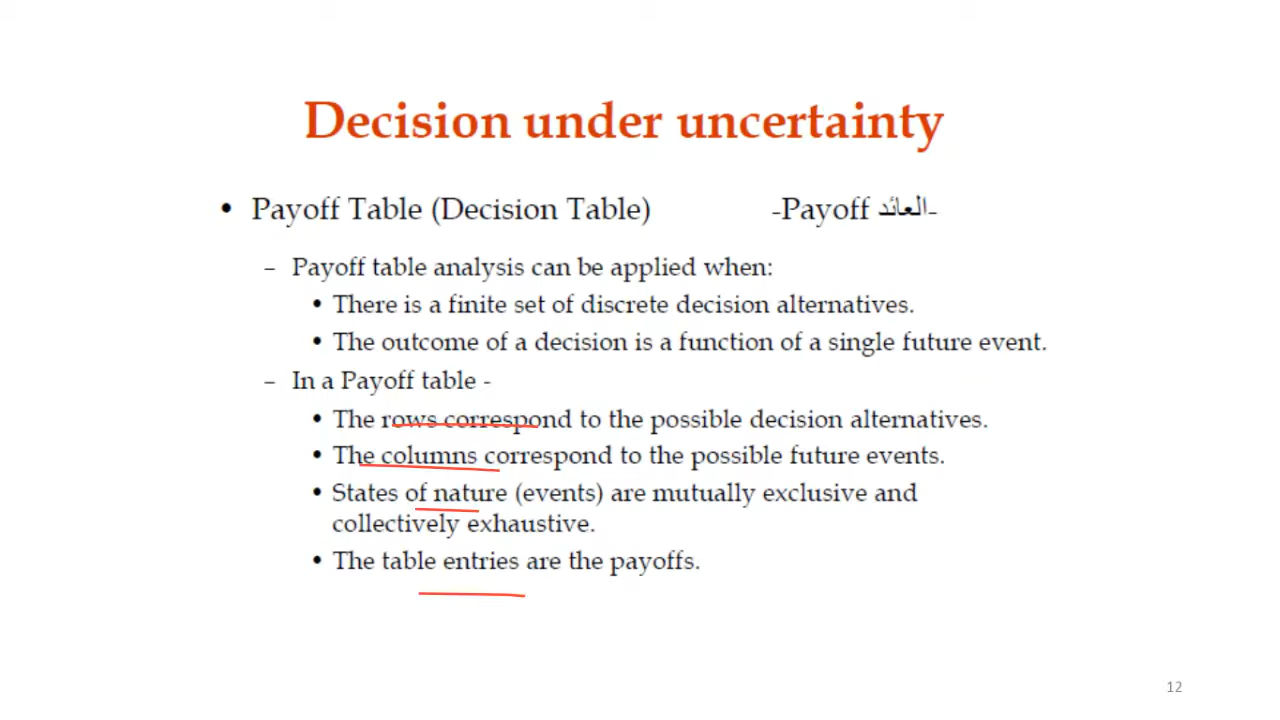 Decision under uncertainty
• Payoff Table (Decision Table) -Payoff العائد-
– Payoff table analysis can be applied when:
• There is a finite set of discrete decision alternatives.
• The outcome of a decision is a function of a single future event.
– In a Payoff table -
• The rows correspond to the possible decision alternatives.
• The columns correspond to the possible future events.
• States of nature (events) are mutually exclusive and
collectively exhaustive.
• The table entries are the payoffs.
12